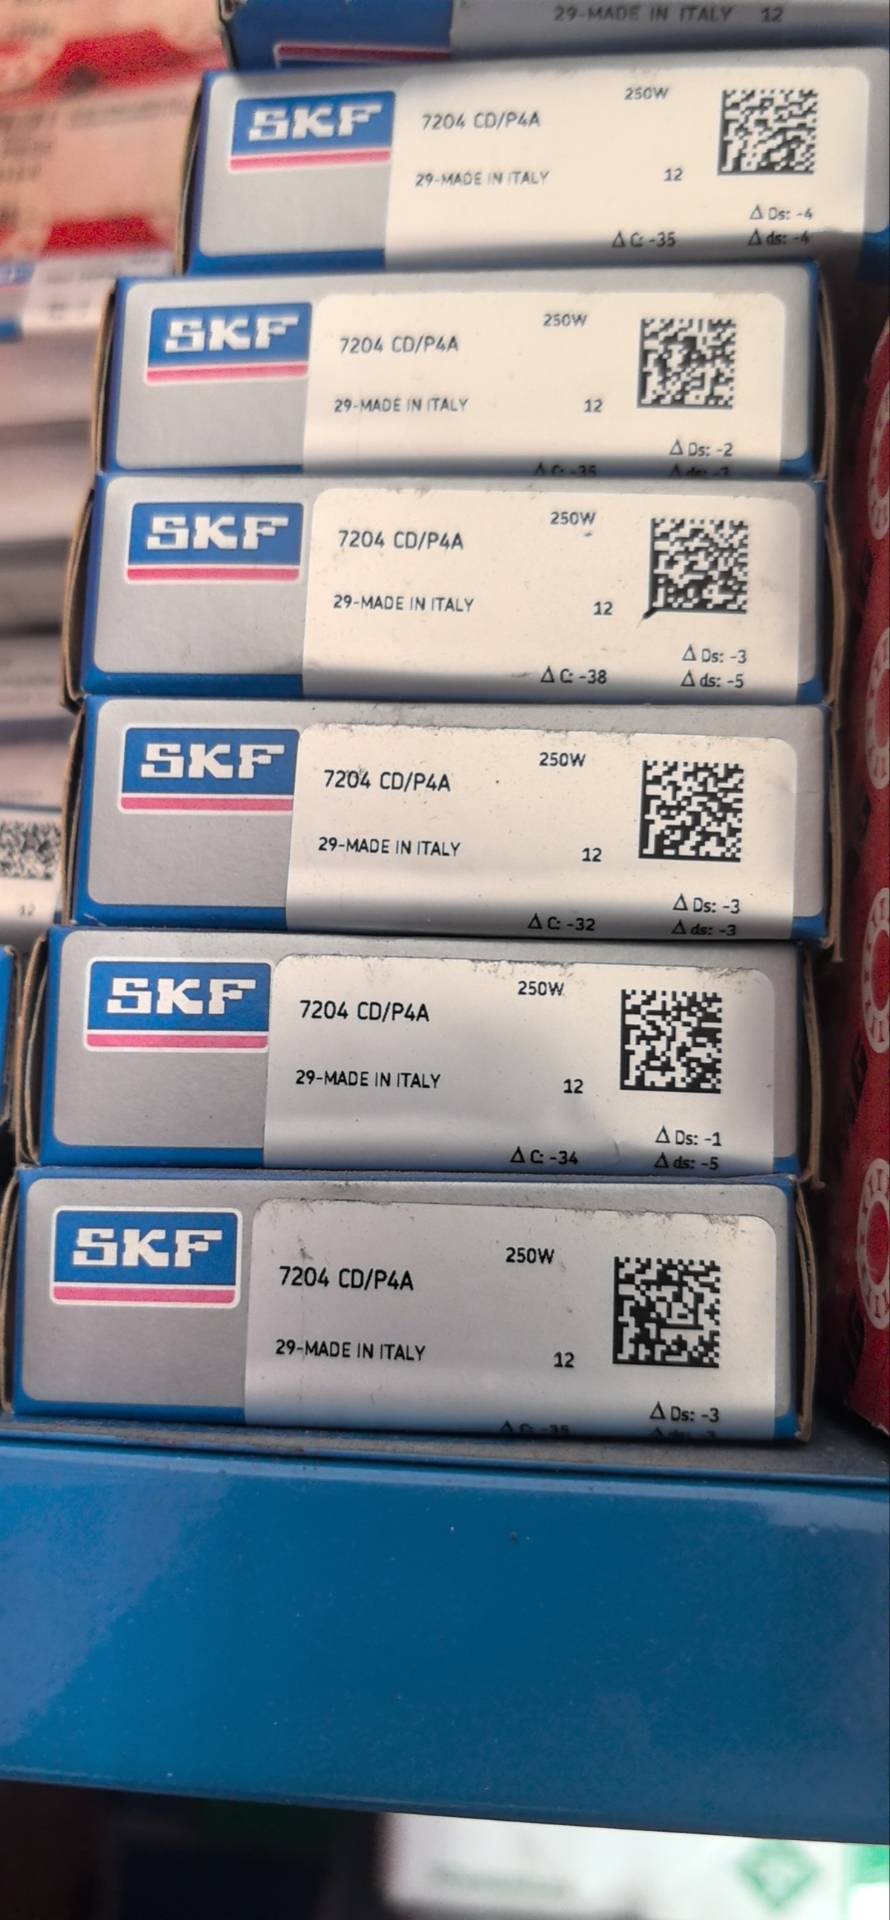 29-MADE IN ITALY 12
SKF
7204 CD/P4A
250W
29-MADE IN ITALY 12
Δ Ds: -4
Δ C: -35 Δ ds: -4
SKF
7204 CD/P4A
250W
29-MADE IN ITALY 12
Δ Ds: -2
Δ C: -35 Δ ds: -3
SKF
7204 CD/P4A
250W
29-MADE IN ITALY 12
Δ Ds: -3
Δ C: -38 Δ ds: -5
SKF
7204 CD/P4A
250W
29-MADE IN ITALY 12
Δ Ds: -3
Δ C: -32 Δ ds: -3
12
SKF
7204 CD/P4A
250W
29-MADE IN ITALY 12
Δ Ds: -1
Δ C: -34 Δ ds: -5
SKF
7204 CD/P4A
250W
29-MADE IN ITALY 12
Δ Ds: -3